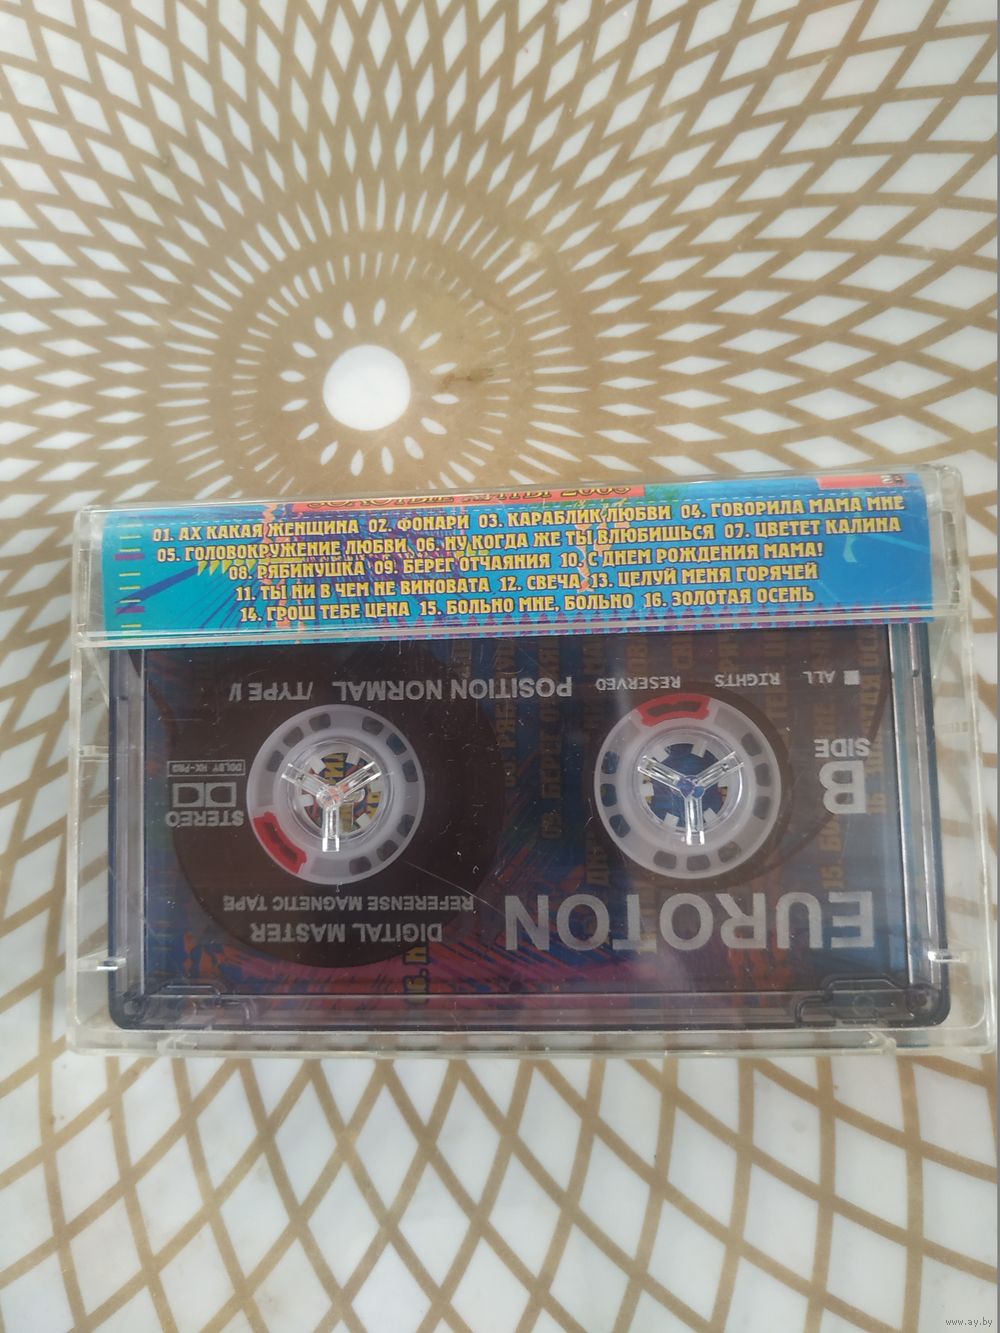 01. АХ КАКАЯ ЖЕНЩИНА 02. ФОНАРИ 03. КАРАБЛИК ЛЮБВИ 04. ГОВОРИЛА МАМА МНЕ
05. ГОЛОВОКРУЖЕНИЕ ЛЮБВИ 06. НУ КОГДА ЖЕ ТЫ ВЛЮБИШЬСЯ 07. ЦВЕТЕТ КАЛИНА
08. РЯБИНУШКА 09. БЕРЕГ ОТЧАЯНИЯ 10. С ДНЕМ РОЖДЕНИЯ МАМА!
11. ТЫ НИ В ЧЕМ НЕ ВИНОВАТА 12. СВЕЧА 13. ЦЕЛУЙ МЕНЯ ГОРЯЧЕЙ
14. ГРОШ ТЕБЕ ЦЕНА 15. БОЛЬНО МНЕ, БОЛЬНО 16. ЗОЛОТАЯ ОСЕНЬ
EUROTON
DIGITAL MASTER
REFERENSE MAGNETIC TAPE
B
SIDE
STEREO
DOLBY HX-PRO
ALL RIGHTS RESERVED
POSITION NORMAL /TYPE I/
www.ay.by